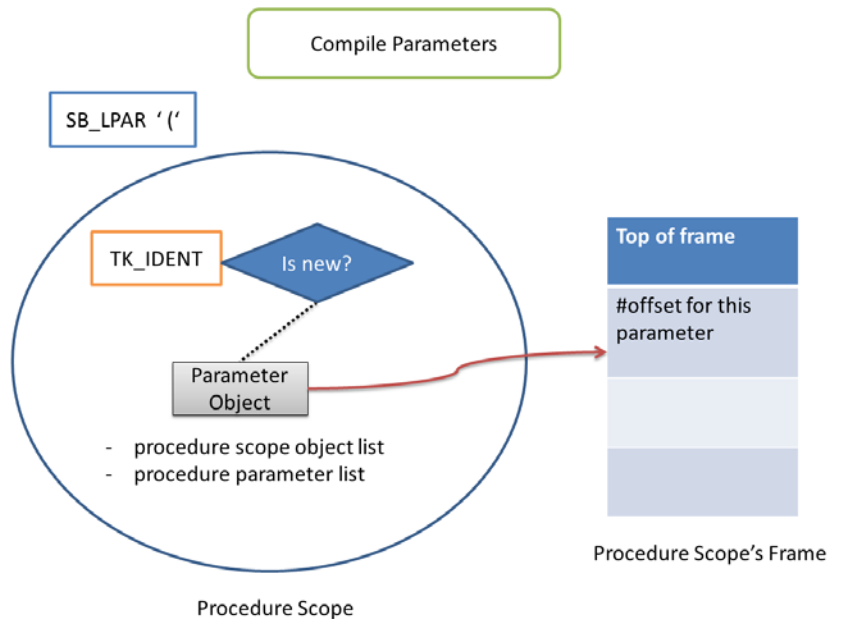 Compile Parameters
SB_LPAR ‘ (‘
TK_IDENT
Is new?
Parameter
Object
- procedure scope object list
- procedure parameter list
Procedure Scope
Top of frame
#offset for this
parameter
Procedure Scope’s Frame